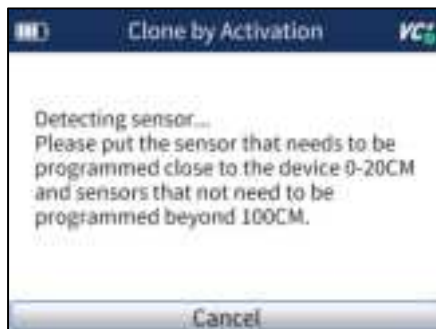 Clone by Activation
VCI
Detecting sensor...
Please put the sensor that needs to be
programmed close to the device 0-20CM
and sensors that not need to be
programmed beyond 100CM.
Cancel